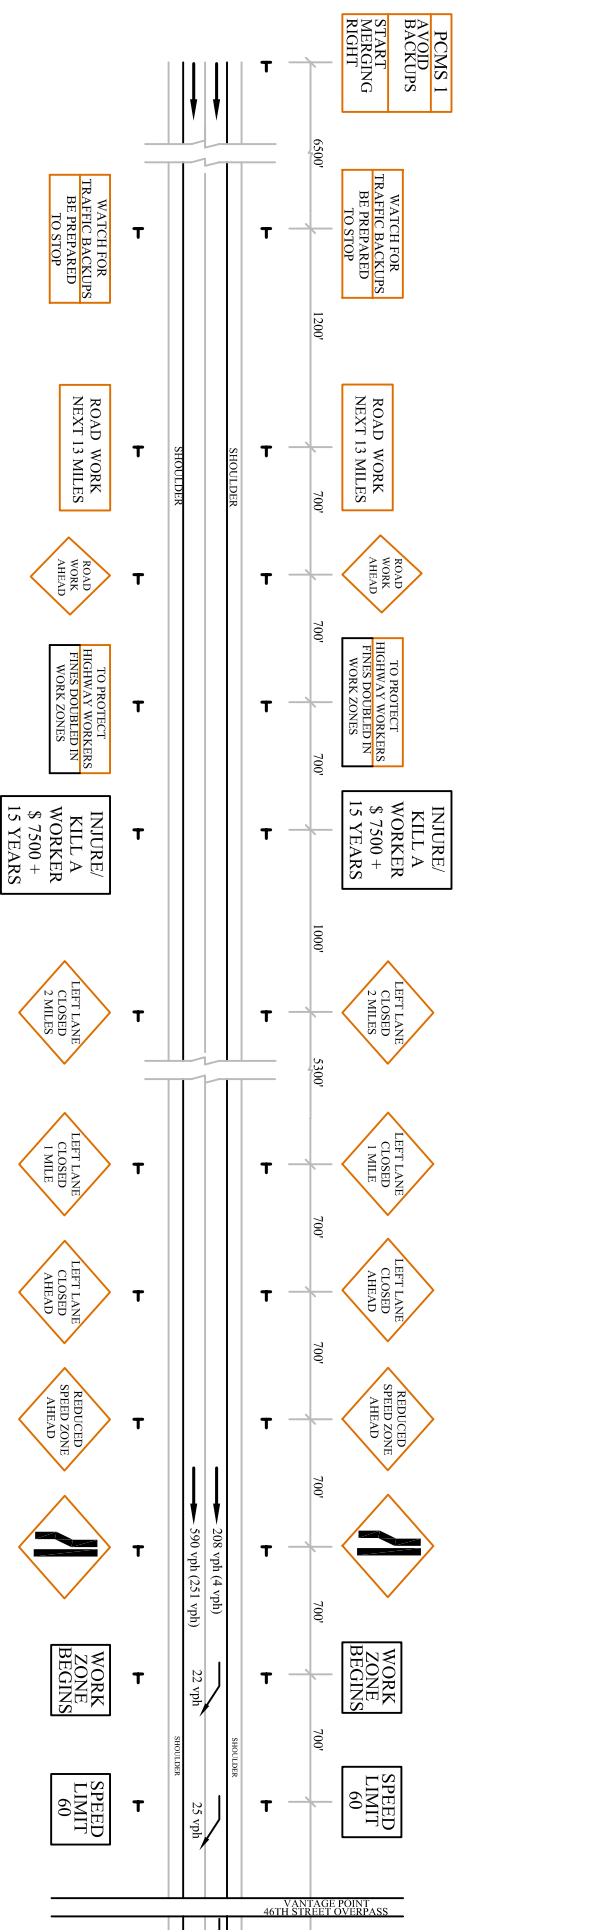 PCMS 1
AVOID
BACKUPS
START
MERGING
RIGHT
6500'
WATCH FOR
TRAFFIC BACKUPS
BE PREPARED
TO STOP
WATCH FOR
TRAFFIC BACKUPS
BE PREPARED
TO STOP
1200'
ROAD WORK
NEXT 13 MILES
SHOULDER
SHOULDER
ROAD WORK
NEXT 13 MILES
700'
ROAD
WORK
AHEAD
ROAD
WORK
AHEAD
700'
TO PROTECT
HIGHWAY WORKERS
FINES DOUBLED IN
WORK ZONES
TO PROTECT
HIGHWAY WORKERS
FINES DOUBLED IN
WORK ZONES
700'
INJURE/
KILL A
WORKER
$ 7500 +
15 YEARS
INJURE/
KILL A
WORKER
$ 7500 +
15 YEARS
1000'
LEFT LANE
CLOSED
2 MILES
LEFT LANE
CLOSED
2 MILES
5300'
LEFT LANE
CLOSED
1 MILE
LEFT LANE
CLOSED
1 MILE
700'
LEFT LANE
CLOSED
AHEAD
LEFT LANE
CLOSED
AHEAD
700'
REDUCED
SPEED ZONE
AHEAD
REDUCED
SPEED ZONE
AHEAD
700'
208 vph (4 vph)
590 vph (251 vph)
700'
WORK
ZONE
BEGINS
22 vph
WORK
ZONE
BEGINS
700'
SHOULDER
SHOULDER
SPEED
LIMIT
60
25 vph
SPEED
LIMIT
60
VANTAGE POINT
46TH STREET OVERPASS